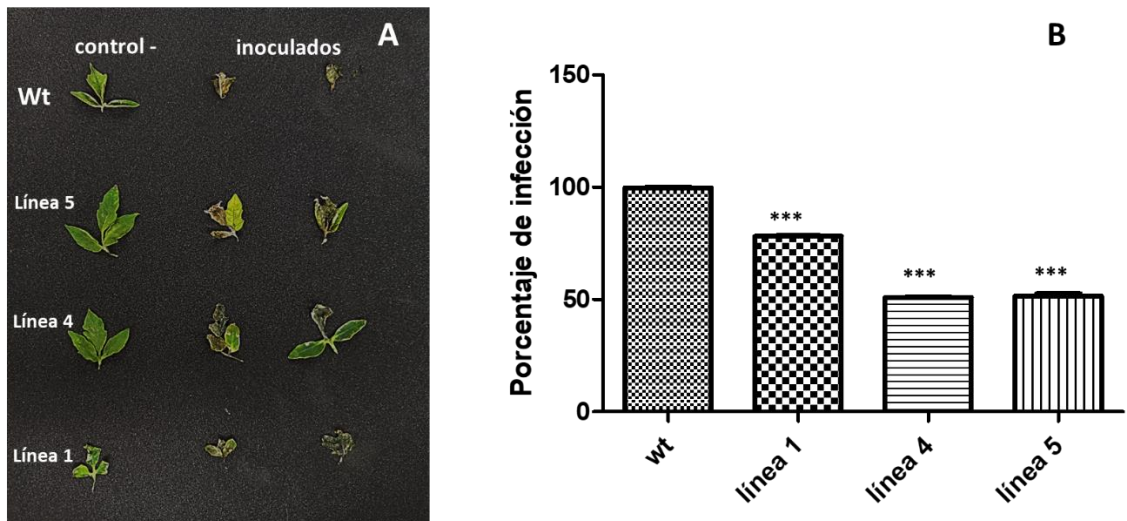 A
control - inoculados
Wt
Línea 5
Línea 4
Línea 1
B
Porcentaje de infección
150
100
50
0
***
***
***
wt
línea 1
línea 4
línea 5